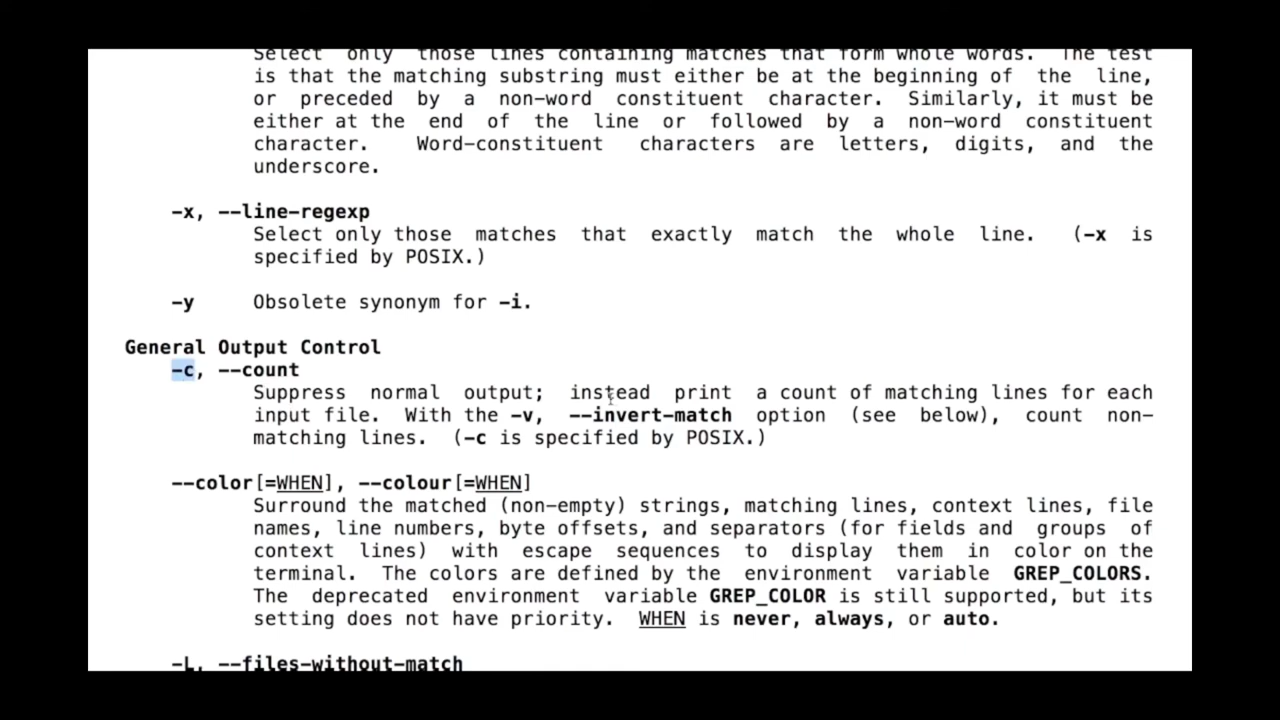 Select only those lines containing matches that form whole words. The test
is that the matching substring must either be at the beginning of the line,
or preceded by a non-word constituent character. Similarly, it must be
either at the end of the line or followed by a non-word constituent
character. Word-constituent characters are letters, digits, and the
underscore.
-x, --line-regexp
Select only those matches that exactly match the whole line. (-x is
specified by POSIX.)
-y Obsolete synonym for -i.
General Output Control
-c, --count
Suppress normal output; instead print a count of matching lines for each
input file. With the -v, --invert-match option (see below), count non-
matching lines. (-c is specified by POSIX.)
--color[=WHEN], --colour[=WHEN]
Surround the matched (non-empty) strings, matching lines, context lines, file
names, line numbers, byte offsets, and separators (for fields and groups of
context lines) with escape sequences to display them in color on the
terminal. The colors are defined by the environment variable GREP_COLORS.
The deprecated environment variable GREP_COLOR is still supported, but its
setting does not have priority. WHEN is never, always, or auto.
-L, --files-without-match